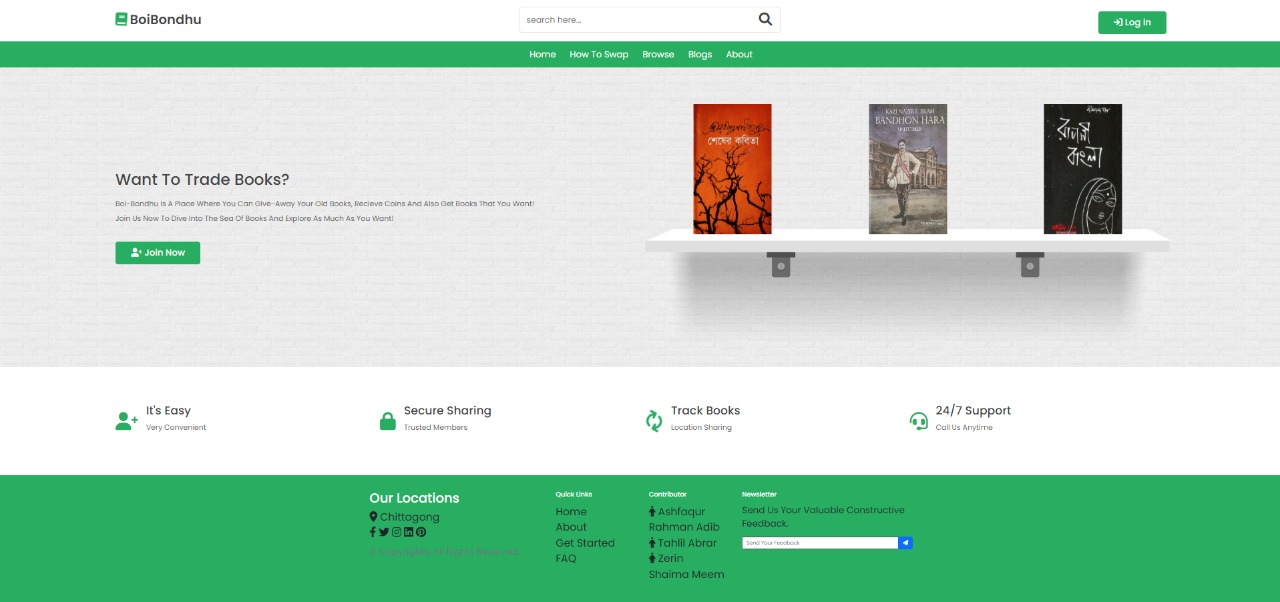 BoiBondhu
search here...
Log in
Home How To Swap Browse Blogs About
শেষের কবিতা
KAZI NAZRUL ISLAM
BANDHON HARA
রূপসী
বাংলা
Want To Trade Books?
Boi-Bondhu Is A Place Where You Can Give-Away Your Old Books, Recieve Coins And Also Get Books That You Want!
Join Us Now To Dive Into The Sea Of Books And Explore As Much As You Want!
Join Now
It's Easy
Very Convenient
Secure Sharing
Trusted Members
Track Books
Location Sharing
24/7 Support
Call Us Anytime
Our Locations
Chittagong
© Copyrights. All Rights Reserved.
Quick Links
Home
About
Get Started
FAQ
Contributor
Ashfaqur
Rahman Adib
Tahlil Abrar
Zerin
Shaima Meem
Newsletter
Send Us Your Valuable Constructive
Feedback.
Send Your Feedback